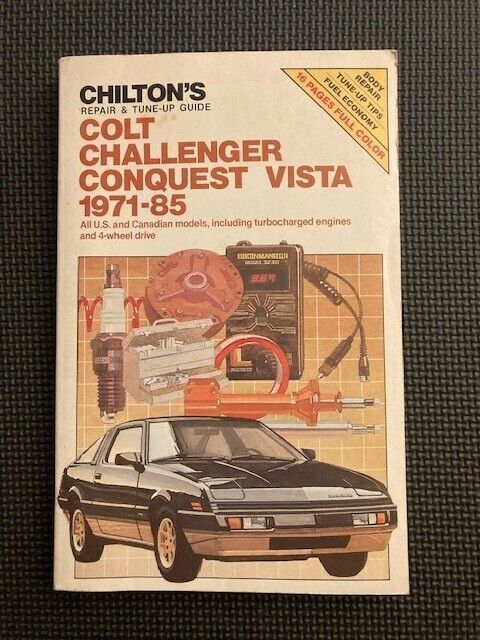 CHILTON'S
REPAIR & TUNE-UP GUIDE
COLT
CHALLENGER
CONQUEST VISTA
1971-85
All U.S. and Canadian models, including turbocharged engines
and 4-wheel drive
BODY
REPAIR
TUNE-UP TIPS
FUEL ECONOMY
16 PAGES FULL COLOR